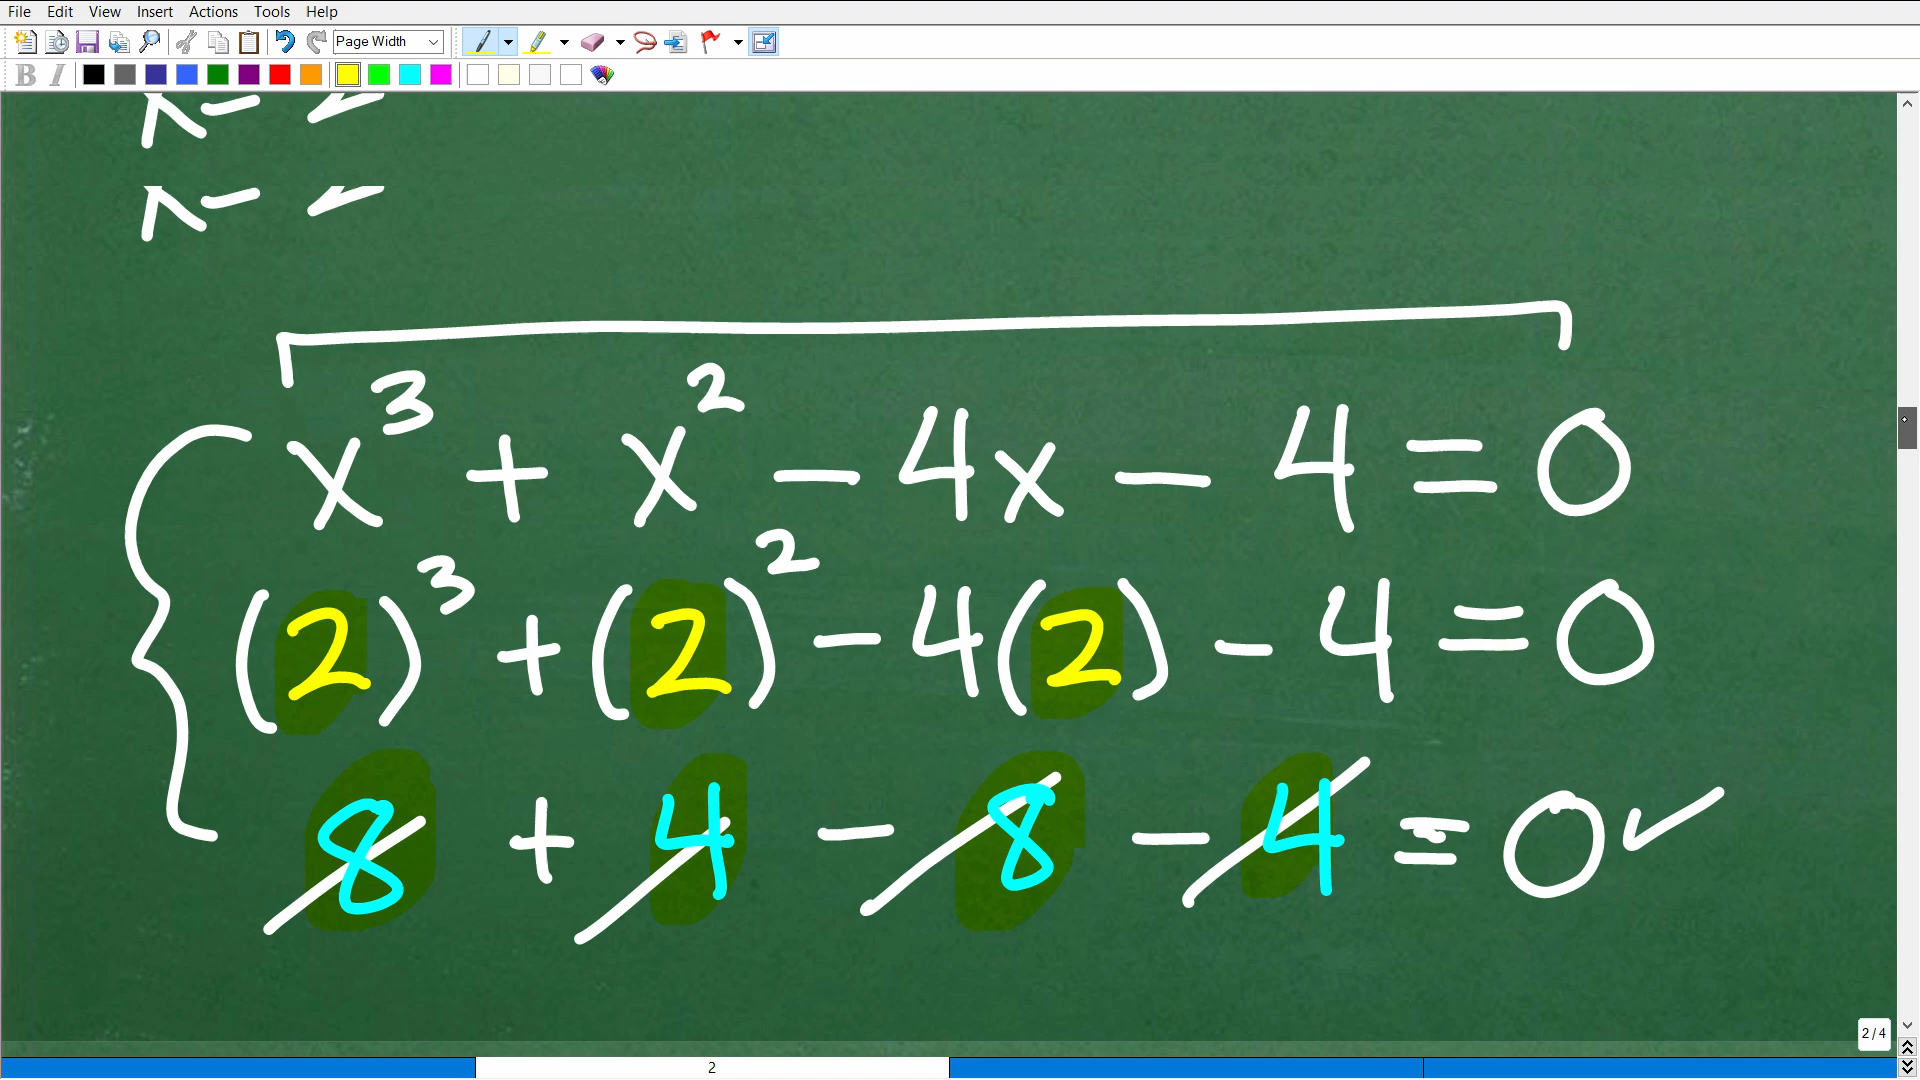 File Edit View Insert Actions Tools Help
Page Width
B I
x³ + x² - 4x - 4 = 0
(2)³ + (2)² - 4(2) - 4 = 0
8 + 4 - 8 - 4 = 0 ✓
2 / 4
2